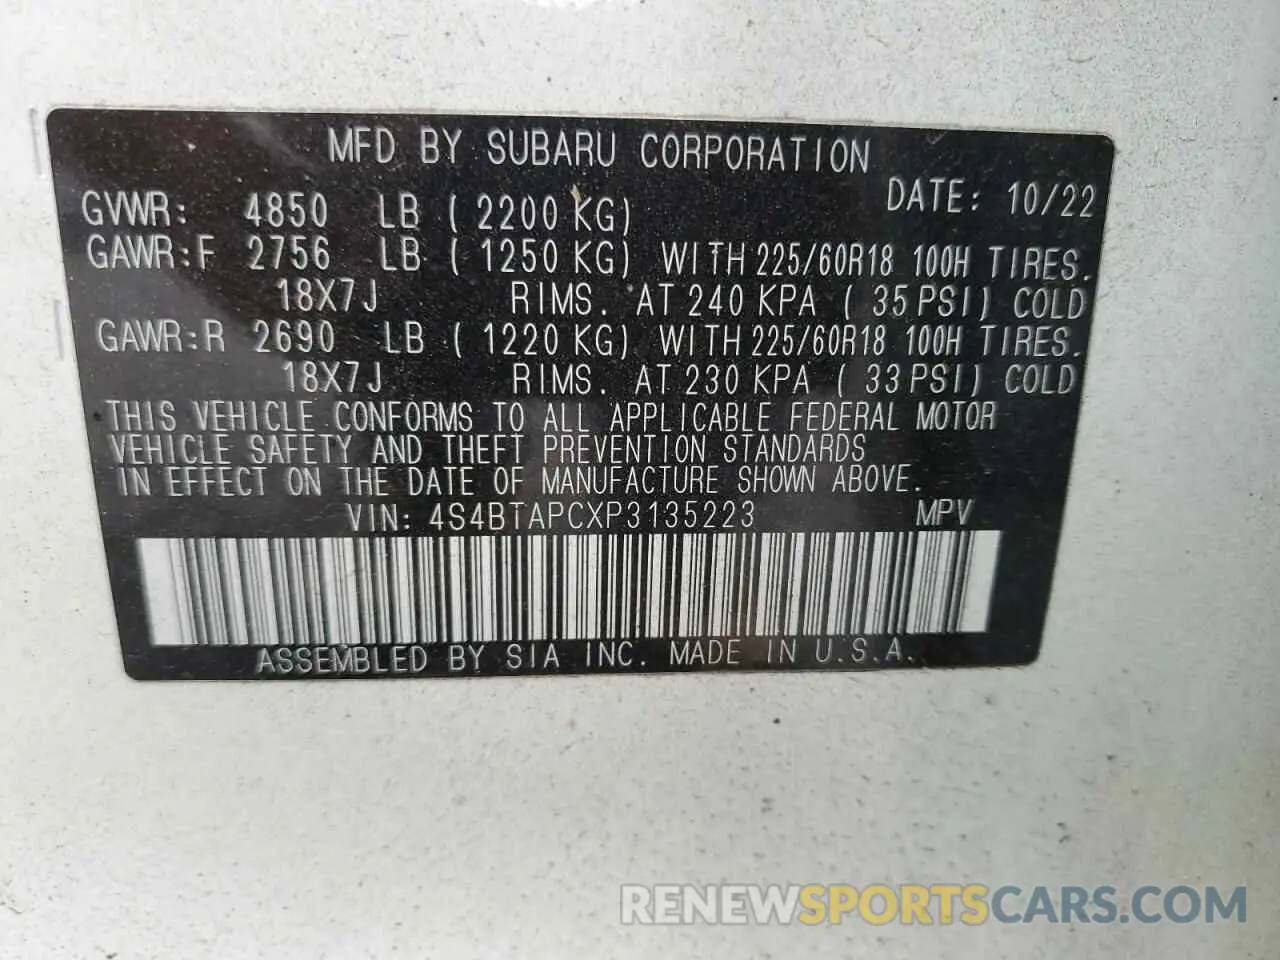 MFD BY SUBARU CORPORATION
DATE: 10/22
GVWR: 4850 LB (2200 KG)
GAWR:F 2756 LB (1250 KG) WITH 225/60R18 100H TIRES.
18X7J RIMS. AT 240 KPA (35 PSI) COLD
GAWR:R 2690 LB (1220 KG) WITH 225/60R18 100H TIRES.
18X7J RIMS. AT 230 KPA (33 PSI) COLD
THIS VEHICLE CONFORMS TO ALL APPLICABLE FEDERAL MOTOR
VEHICLE SAFETY AND THEFT PREVENTION STANDARDS
IN EFFECT ON THE DATE OF MANUFACTURE SHOWN ABOVE.
VIN: 4S4BTAPCXP3135223 MPV
ASSEMBLED BY SIA INC. MADE IN U.S.A.
RENEWSPORTSCARS.COM